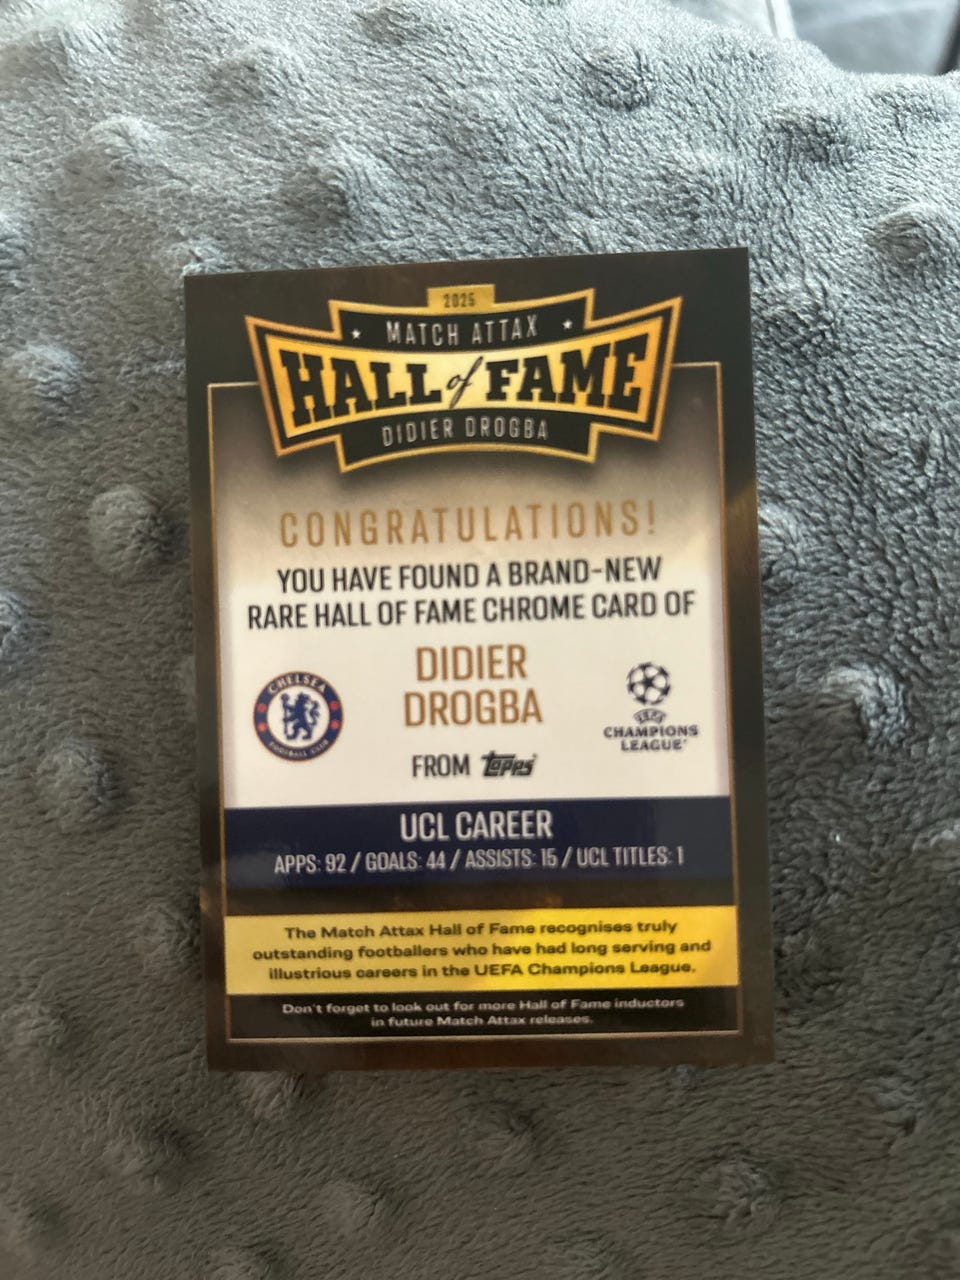 2025
MATCH ATTAX
HALL of FAME
DIDIER DROGBA
CONGRATULATIONS!
YOU HAVE FOUND A BRAND-NEW
RARE HALL OF FAME CHROME CARD OF
DIDIER
DROGBA
CHELSEA
FOOTBALL CLUB
UEFA
CHAMPIONS
LEAGUE
FROM Topps
UCL CAREER
APPS: 92 / GOALS: 44 / ASSISTS: 15 / UCL TITLES: 1
The Match Attax Hall of Fame recognises truly
outstanding footballers who have had long serving and
illustrious careers in the UEFA Champions League.
Don't forget to look out for more Hall of Fame inductors
in future Match Attax releases.